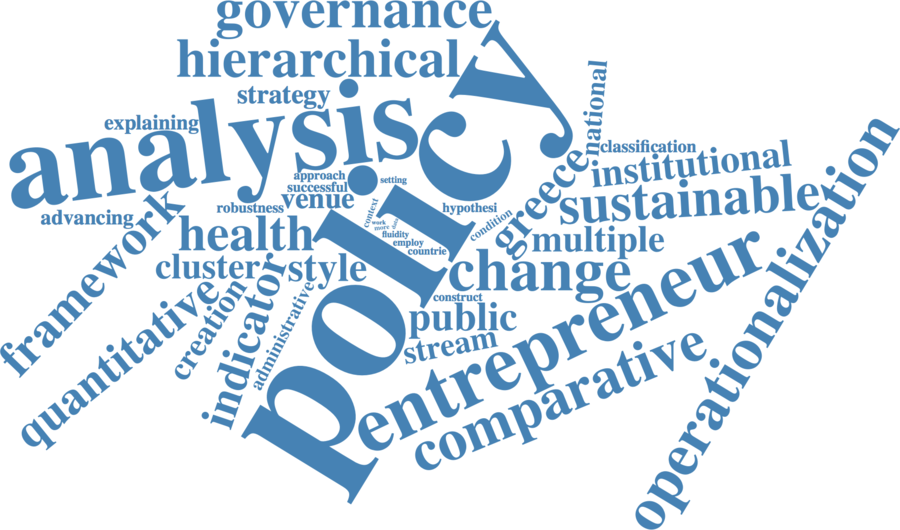 governance
hierarchical
strategy
analysis
explaining
policy
national
classification
institutional
greece
sustainable
approach
setting
successful
venue
robustness
advancing
framework
context
work
more
fluidity
employ
countrie
hypothesi
condition
health
multiple
cluster
style
change
operationalization
quantitative
creation
indicator
administrative
construct
public
stream
entrepreneur
comparative